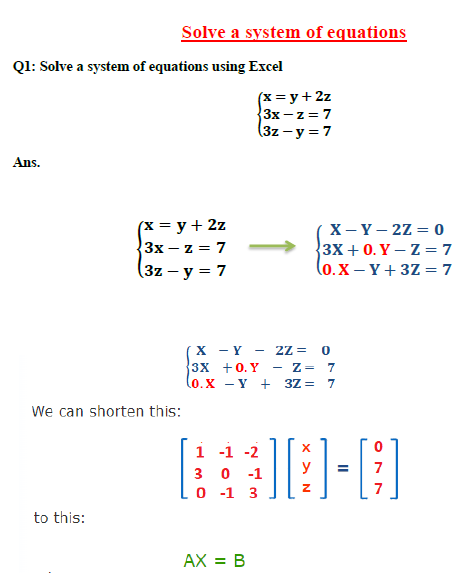 Solve a system of equations
Q1: Solve a system of equations using Excel
{x = y + 2z
3x − z = 7
3z − y = 7
Ans.
{x = y + 2z
3x − z = 7
3z − y = 7
→
{X − Y − 2Z = 0
3X + 0. Y − Z = 7
0. X − Y + 3Z = 7
{X − Y − 2Z = 0
3X + 0. Y − Z = 7
0. X − Y + 3Z = 7
We can shorten this:
[1 -1 -2] [x] = [0]
[3 0 -1] [y] = [7]
[0 -1 3] [z] = [7]
to this:
AX = B